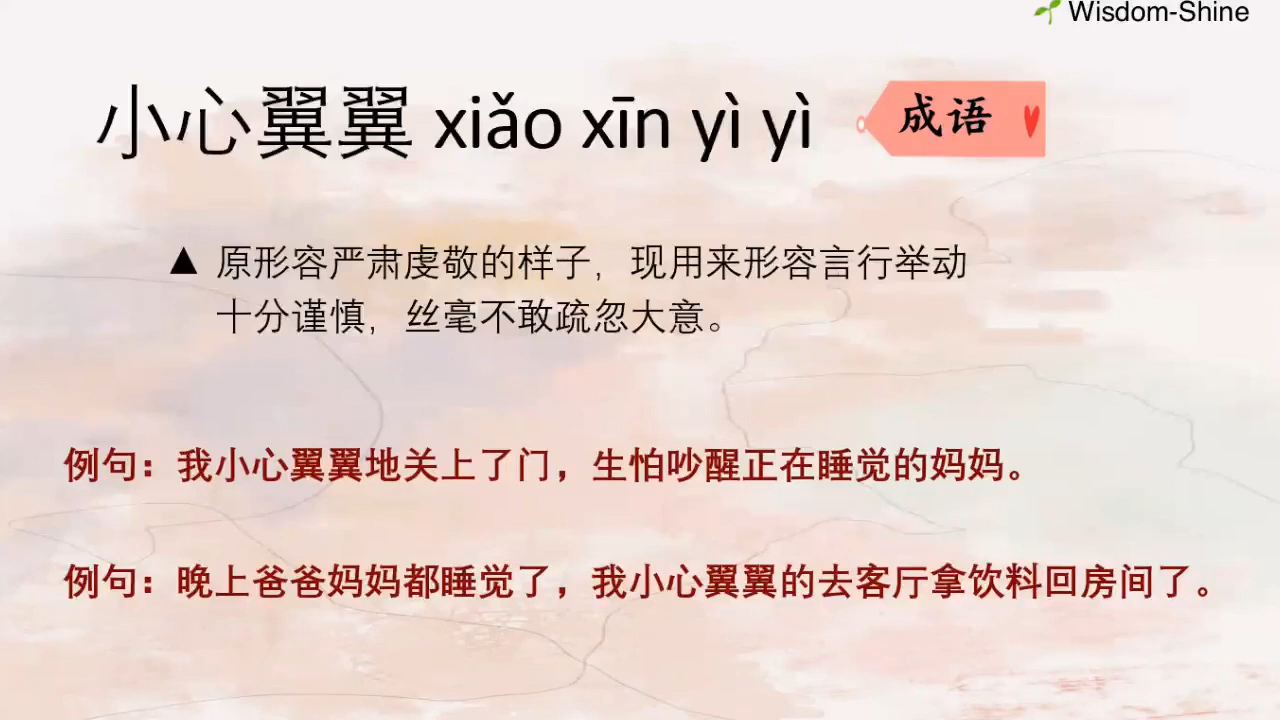 Wisdom-Shine
小心翼翼 xiǎo xīn yì yì 成语
▲ 原形容严肃虔敬的样子，现用来形容言行举动
十分谨慎，丝毫不敢疏忽大意。
例句：我小心翼翼地关上了门，生怕吵醒正在睡觉的妈妈。
例句：晚上爸爸妈妈都睡觉了，我小心翼翼的去客厅拿饮料回房间了。